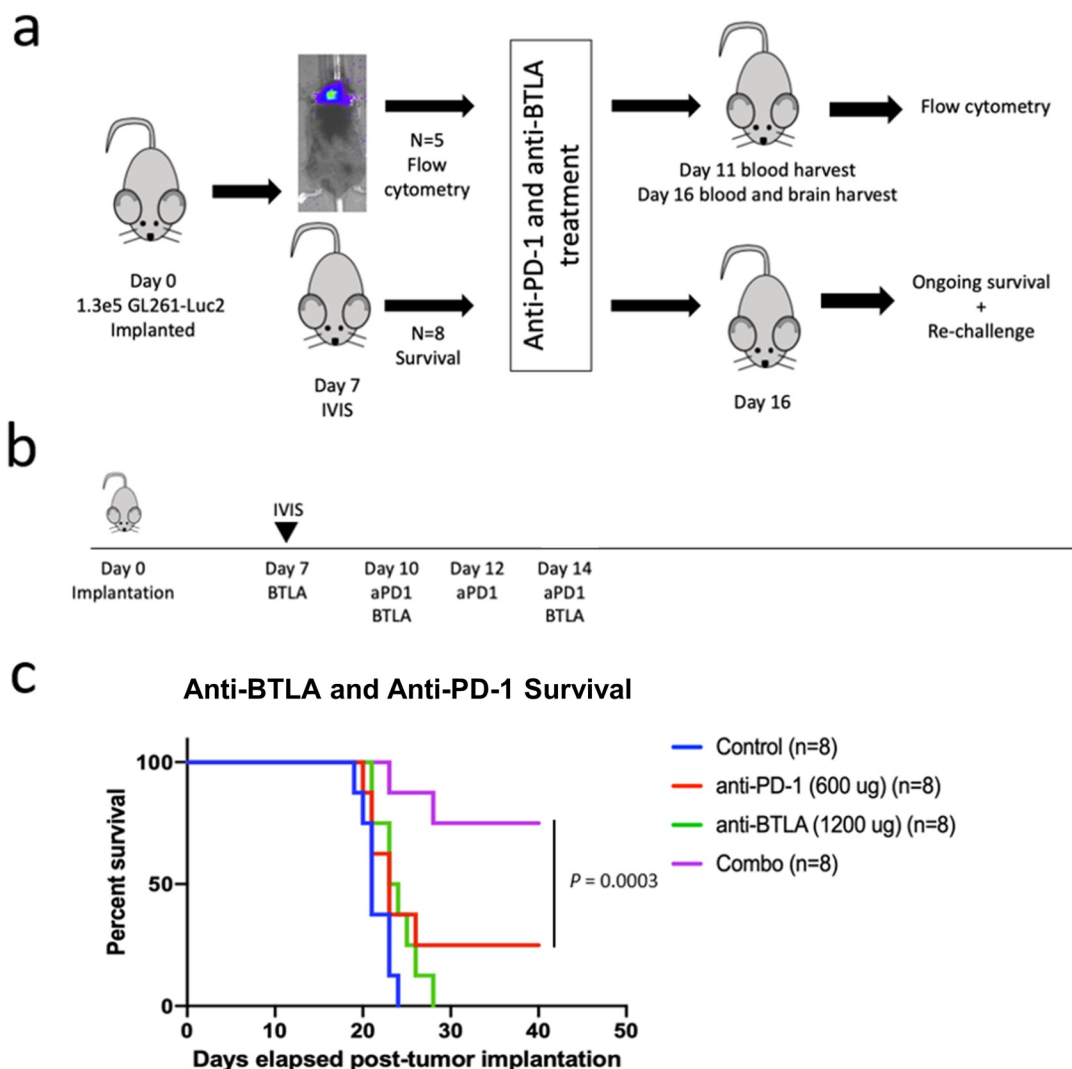 a
Day 0
1.3e5 GL261-Luc2
Implanted
N=5
Flow
cytometry
Day 7
IVIS
N=8
Survival
Anti-PD-1 and anti-BTLA
treatment
Day 11 blood harvest
Day 16 blood and brain harvest
Flow cytometry
Day 16
Ongoing survival
+
Re-challenge
b
IVIS
Day 0
Implantation
Day 7
BTLA
Day 10
aPD1
BTLA
Day 12
aPD1
Day 14
aPD1
BTLA
c
Anti-BTLA and Anti-PD-1 Survival
Percent survival
100
50
0
0 10 20 30 40 50
Days elapsed post-tumor implantation
P = 0.0003
Control (n=8)
anti-PD-1 (600 ug) (n=8)
anti-BTLA (1200 ug) (n=8)
Combo (n=8)